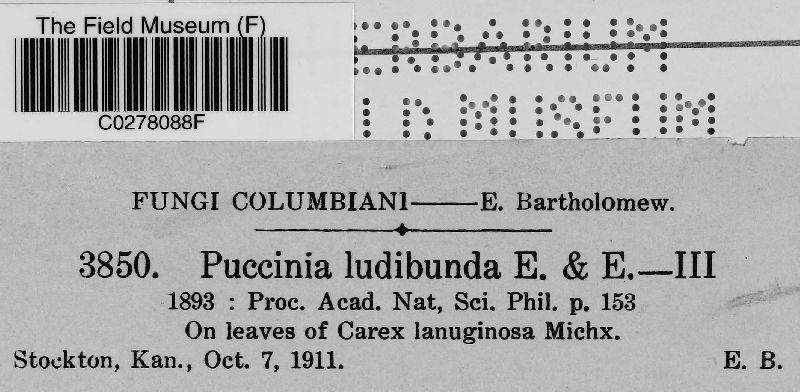 The Field Museum (F)
C0278088F
FUNGI COLUMBIANI——E. Bartholomew.
3850. Puccinia ludibunda E. & E.—III
1893 : Proc. Acad. Nat, Sci. Phil. p. 153
On leaves of Carex lanuginosa Michx.
Stockton, Kan., Oct. 7, 1911. E. B.